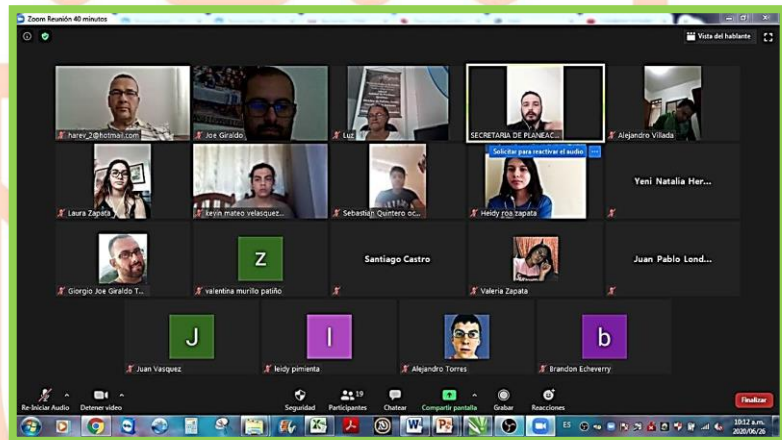 Zoom Reunión 40 minutos
Vista del hablante
harev_2@hotmail.com
Joe Giraldo
Luz
SECRETARIA DE PLANEAC...
Alejandro Villada
Solicitar para reactivar el audio
Laura Zapata
kevin mateo velasquez...
Sebastian Quintero oc...
Heidy roa zapata
Yeni Natalia Her...
Z
Giorgio Joe Giraldo T...
valentina murillo patiño
Santiago Castro
Valeria Zapata
Juan Pablo Lond...
J
l
b
Juan Vasquez
leidy pimienta
Alejandro Torres
Brandon Echeverry
19
Re-Iniciar Audio
Detener video
Seguridad
Participantes
Chatear
Compartir pantalla
Grabar
Reacciones
Finalizar
ES
10:12 a.m.
2020/06/26